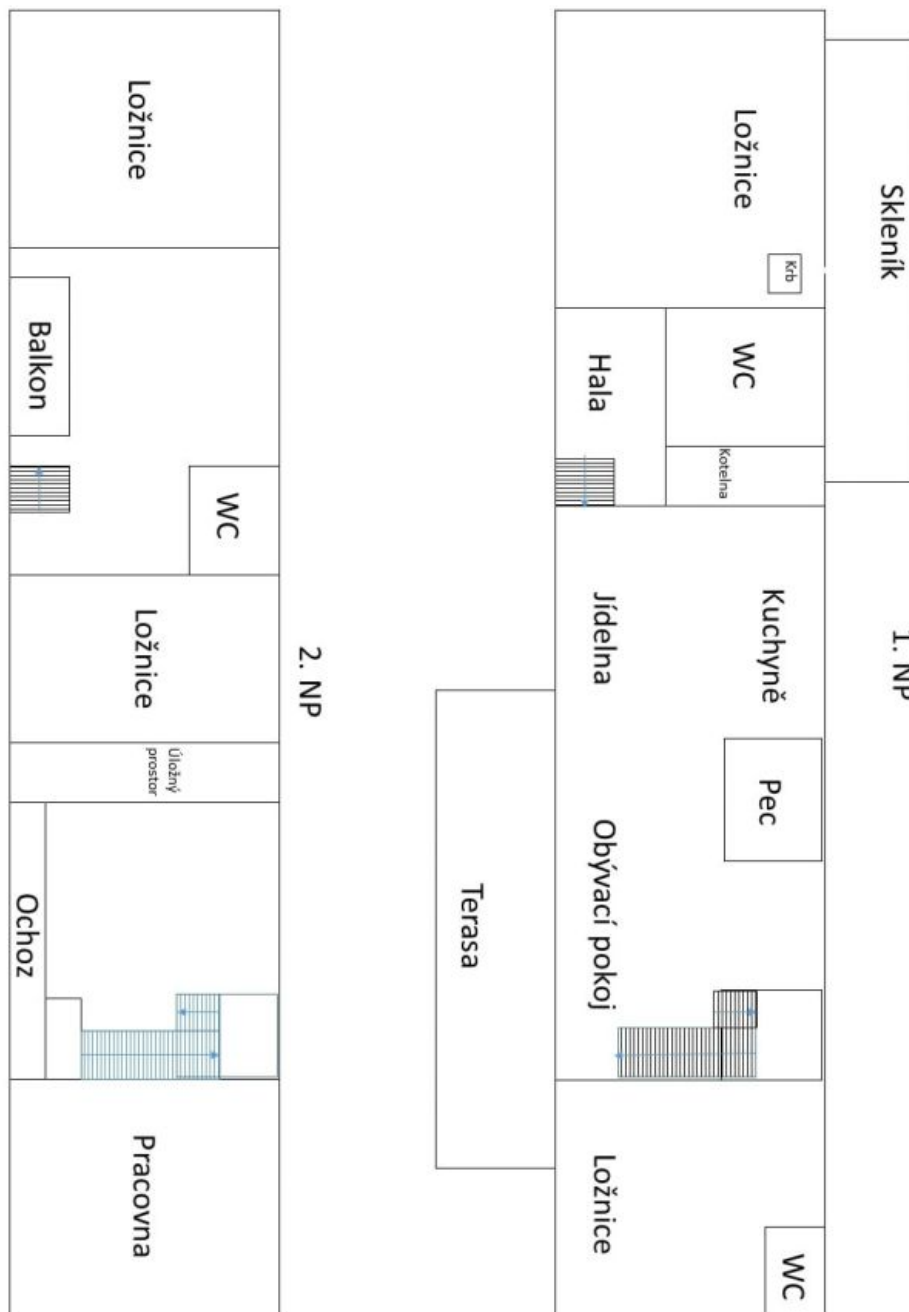 1. NP
Skleník
Ložnice
Krb
WC
Kotelna
Kuchyně
Pec
WC
Hala
Jídelna
Obývací pokoj
Ložnice
Terasa
2. NP
Ložnice
WC
Ložnice
Úložný
prostor
Pracovna
Balkon
Ochoz